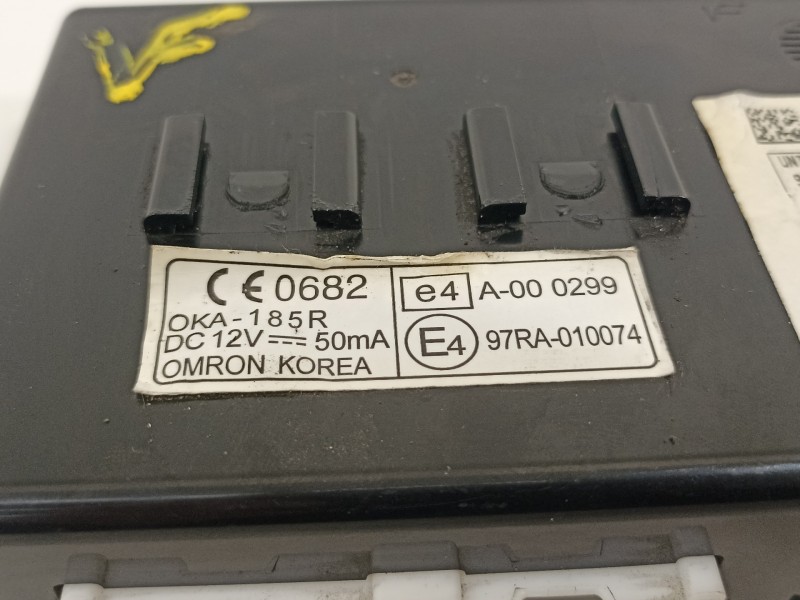 CE 0682
OKA-185R
DC 12V 50mA
OMRON KOREA
e4 A-00 0299
E4 97RA-010074